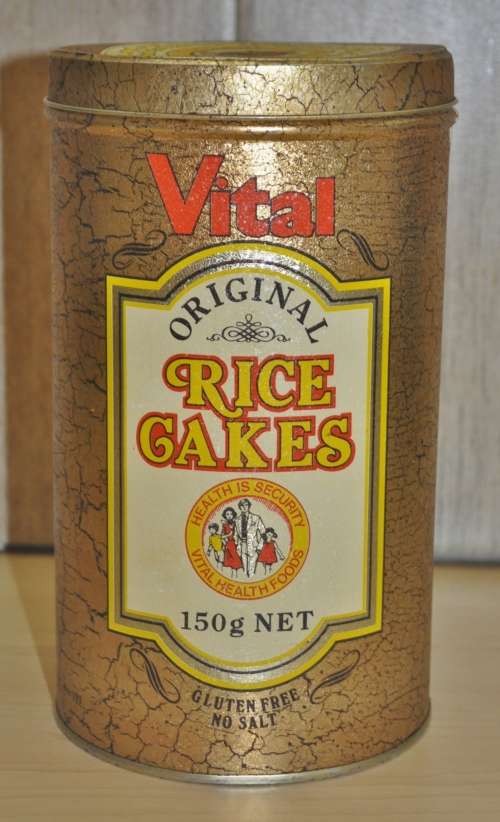 Vital
ORIGINAL
RICE
CAKES
HEALTH IS SECURITY
VITAL HEALTH FOODS
150g NET
GLUTEN FREE
NO SALT